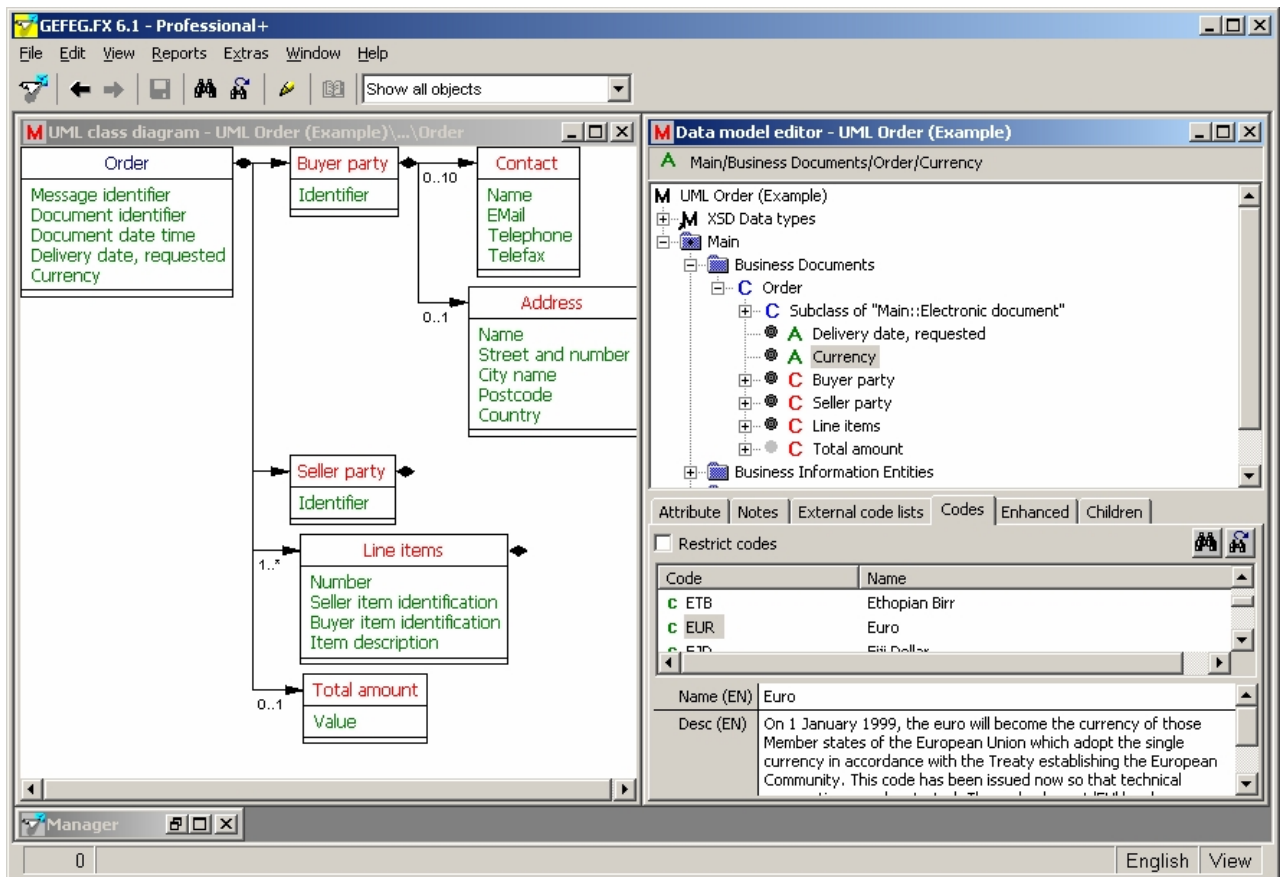 GEFEG.FX 6.1 - Professional+
File Edit View Reports Extras Window Help
Show all objects
UML class diagram - UML Order (Example)\...\Order
Order
Message identifier
Document identifier
Document date time
Delivery date, requested
Currency
Buyer party
Identifier
0..10
Contact
Name
EMail
Telephone
Telefax
0..1
Address
Name
Street and number
City name
Postcode
Country
Seller party
Identifier
1..*
Line items
Number
Seller item identification
Buyer item identification
Item description
0..1
Total amount
Value
M Data model editor - UML Order (Example)
A Main/Business Documents/Order/Currency
M UML Order (Example)
M XSD Data types
Main
Business Documents
C Order
C Subclass of "Main::Electronic document"
A Delivery date, requested
A Currency
C Buyer party
C Seller party
C Line items
C Total amount
Business Information Entities
Attribute Notes External code lists Codes Enhanced Children
Restrict codes
Code Name
c ETB Ethopian Birr
c EUR Euro
c FJD Fiji Dollar
Name (EN) Euro
Desc (EN) On 1 January 1999, the euro will become the currency of those
Member states of the European Union which adopt the single
currency in accordance with the Treaty establishing the European
Community. This code has been issued now so that technical
Manager
0
English View